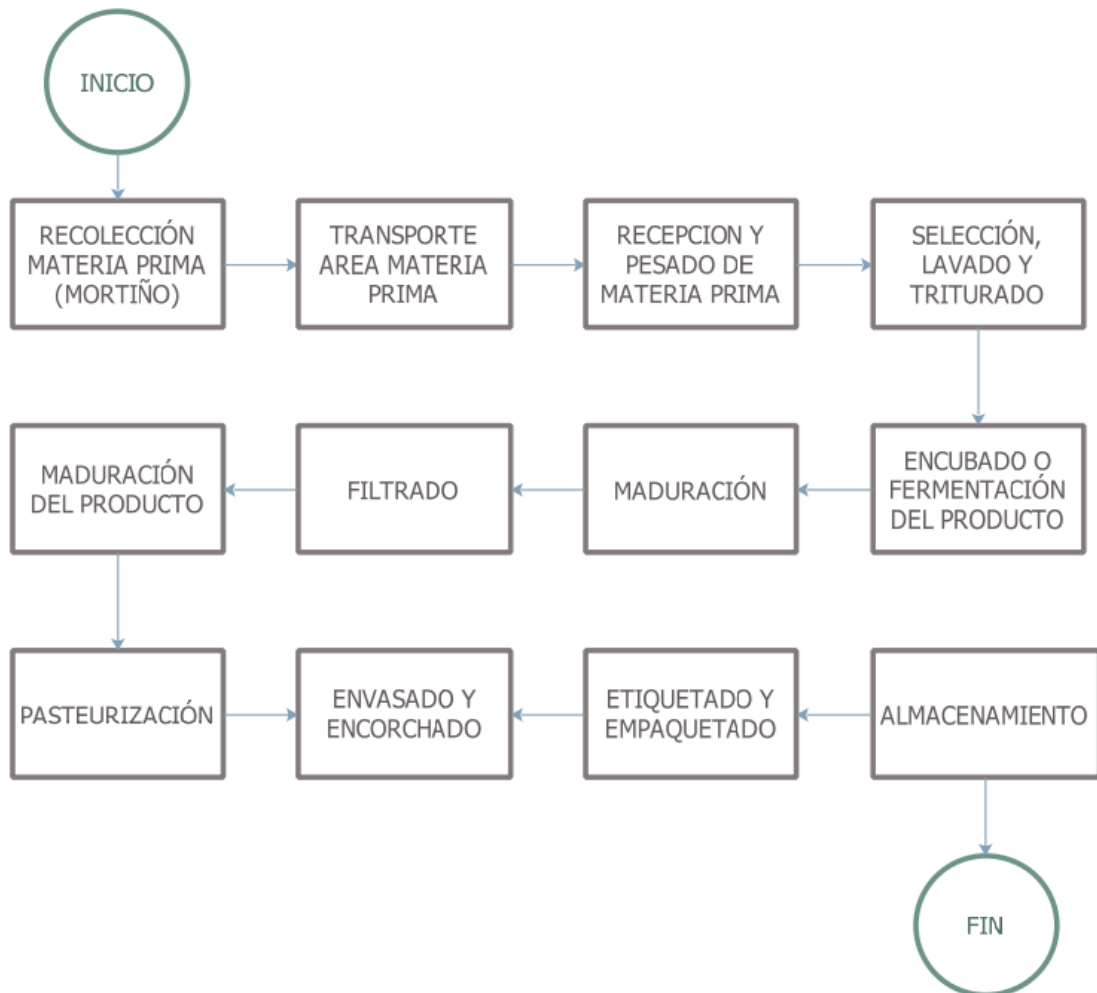 INICIO
RECOLECCIÓN
MATERIA PRIMA
(MORTIÑO)
TRANSPORTE
AREA MATERIA
PRIMA
RECEPCION Y
PESADO DE
MATERIA PRIMA
SELECCIÓN,
LAVADO Y
TRITURADO
ENCUBADO O
FERMENTACIÓN
DEL PRODUCTO
MADURACIÓN
FILTRADO
MADURACIÓN
DEL PRODUCTO
PASTEURIZACIÓN
ENVASADO Y
ENCORCHADO
ETIQUETADO Y
EMPAQUETADO
ALMACENAMIENTO
FIN